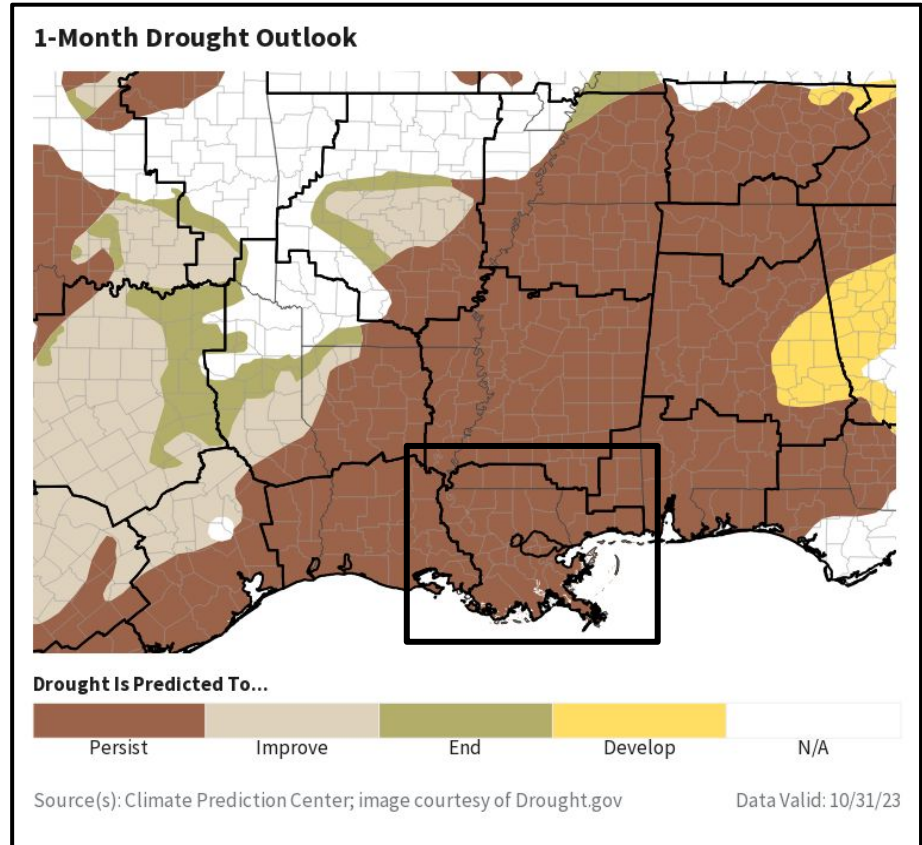 1-Month Drought Outlook
Drought Is Predicted To...
Persist Improve End Develop N/A
Source(s): Climate Prediction Center; image courtesy of Drought.gov Data Valid: 10/31/23